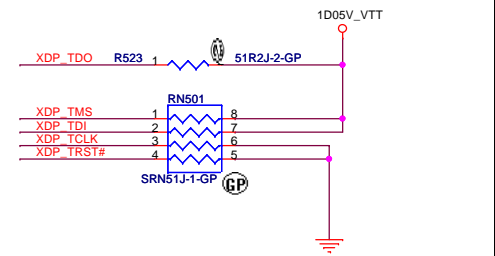 1D05V_VTT
XDP_TDO R523 1 51R2J-2-GP
RN501
XDP_TMS 1 8
XDP_TDI 2 7
XDP_TCLK 3 6
XDP_TRST# 4 5
SRN51J-1-GP GP